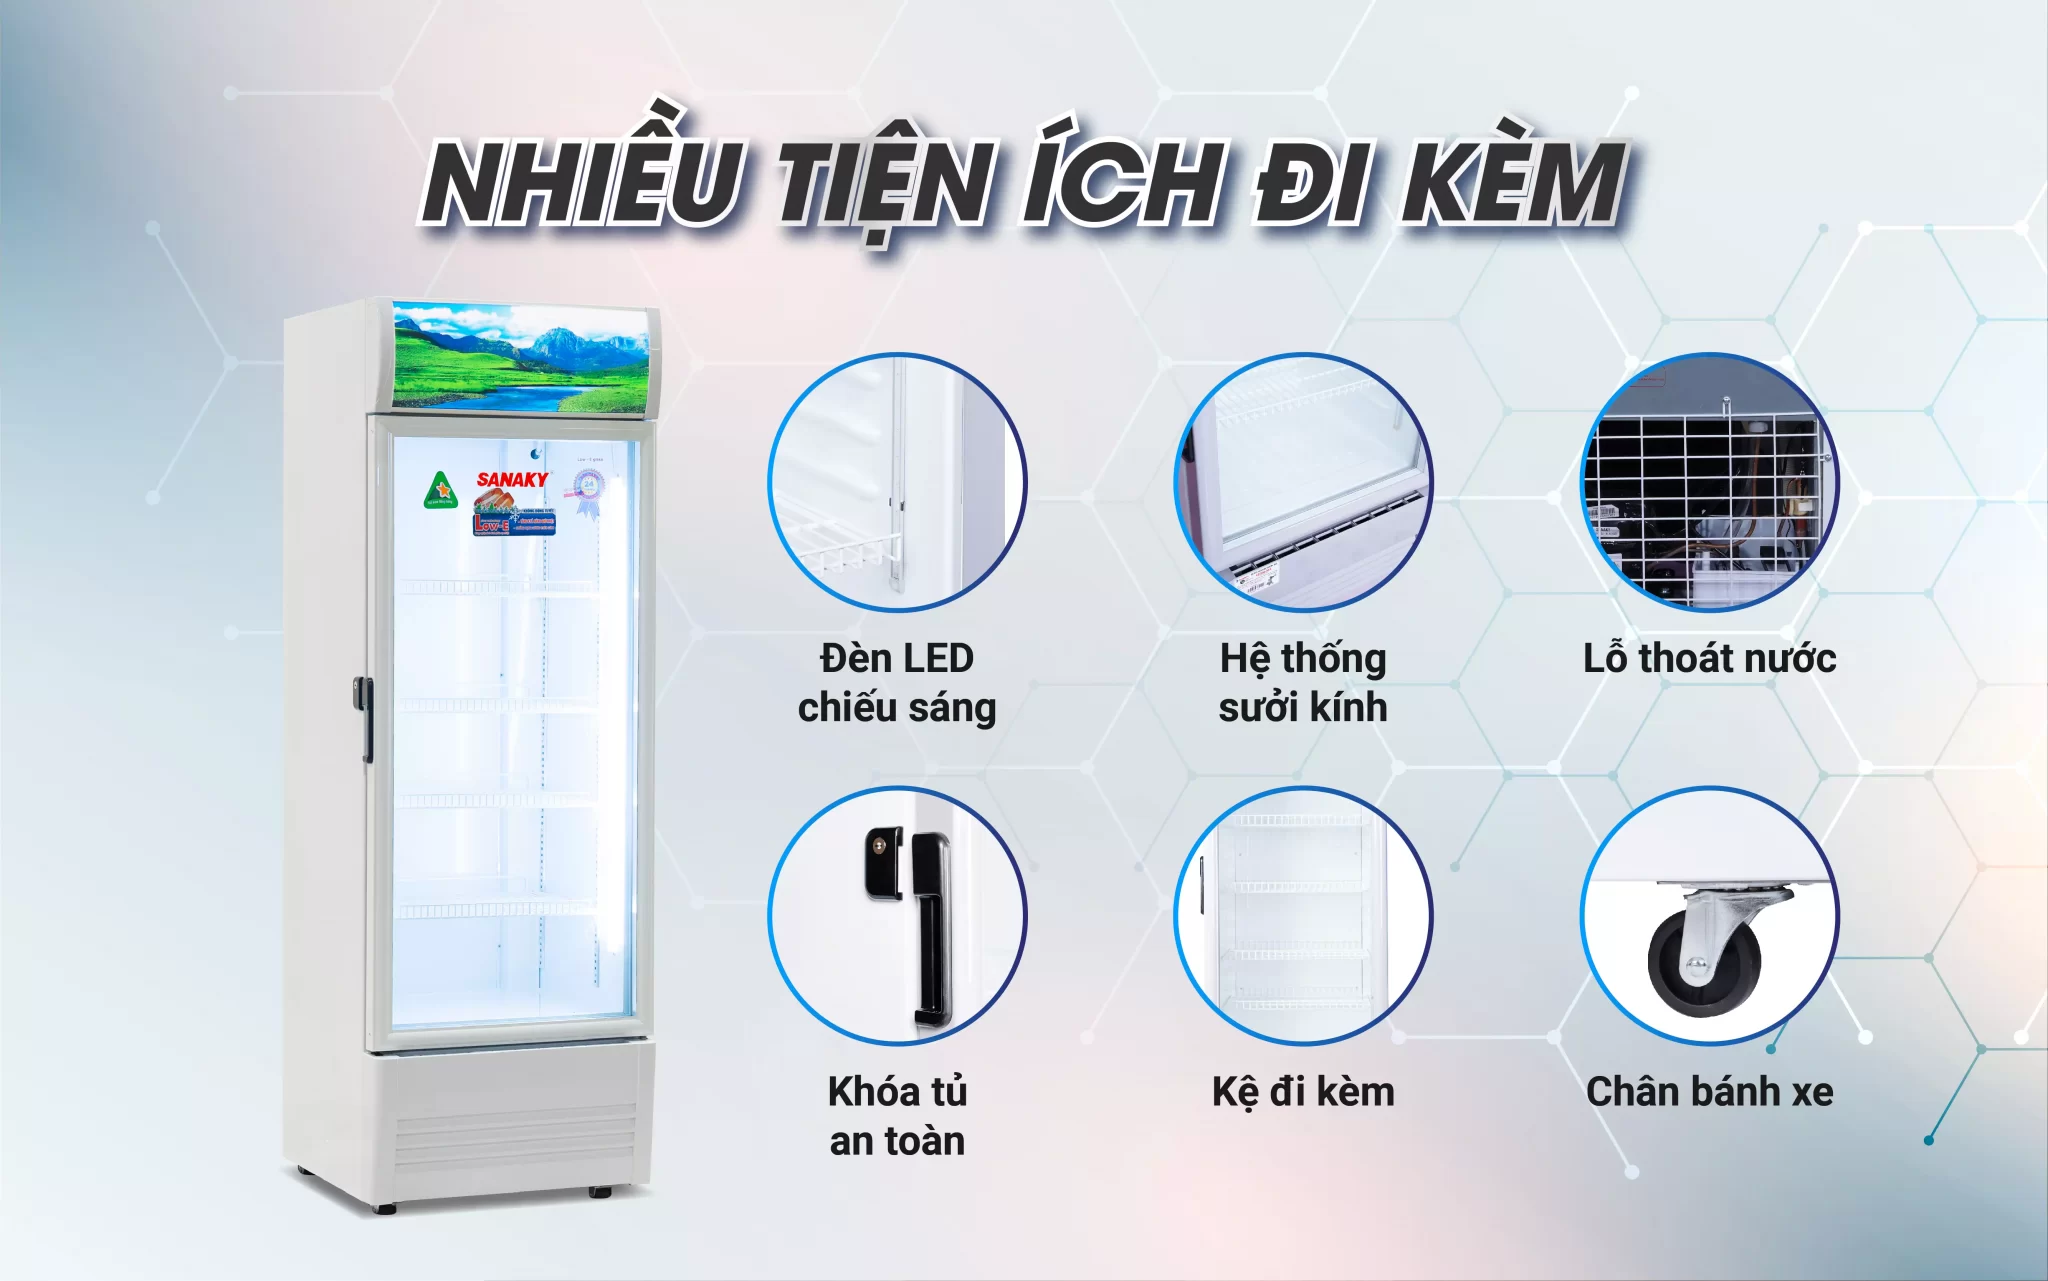 NHIỀU TIỆN ÍCH ĐI KÈM
SANAKY
Low-E
Đèn LED
chiếu sáng
Hệ thống
sưởi kính
Lỗ thoát nước
Khóa tủ
an toàn
Kệ đi kèm
Chân bánh xe